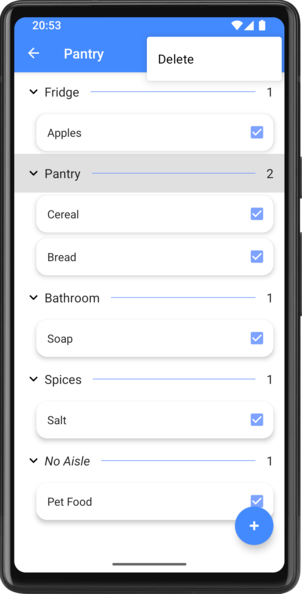 20:53
Pantry
Delete
Fridge 1
Apples
Pantry 2
Cereal
Bread
Bathroom 1
Soap
Spices 1
Salt
No Aisle 1
Pet Food
+